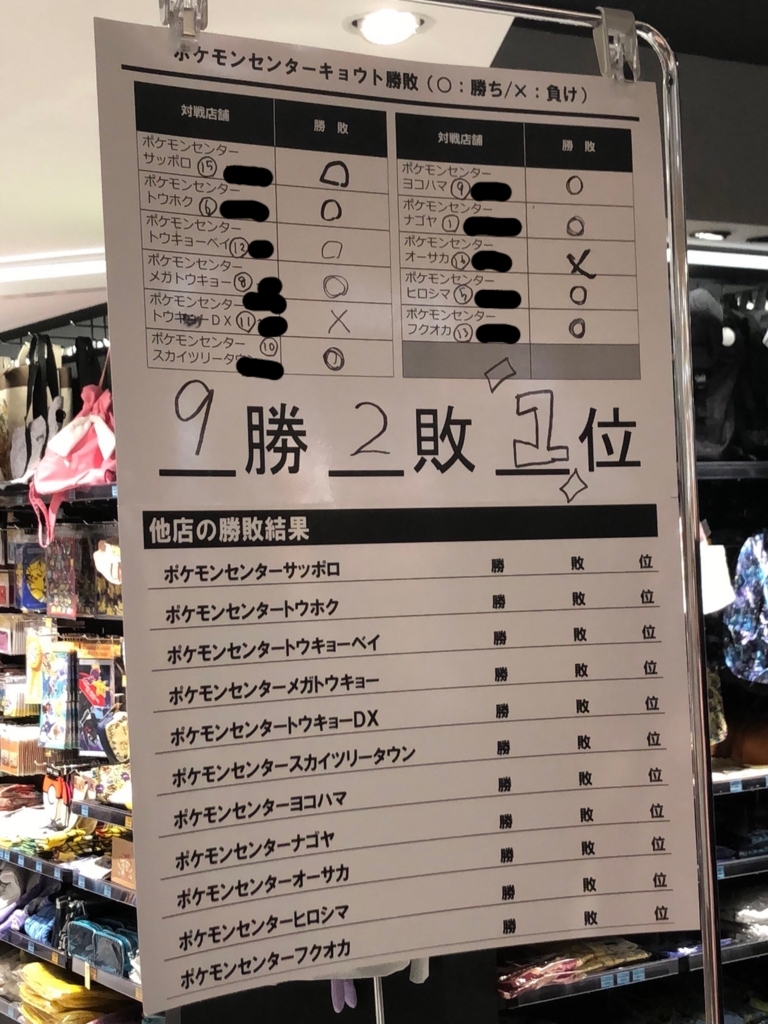 ポケモンセンターキョウト勝敗（○：勝ち/×：負け）
対戦店舗 勝 敗
ポケモンセンター
サッポロ ⑮ ○
ポケモンセンター
トウホク ⑥ ○
ポケモンセンター
トウキョーベイ ⑫ ○
ポケモンセンター
メガトウキョー ⑧ ○
ポケモンセンター
トウキョーDX ⑪ ×
ポケモンセンター ⑩
スカイツリータウン ○
対戦店舗 勝 敗
ポケモンセンター
ヨコハマ ⑨ ○
ポケモンセンター
ナゴヤ ① ○
ポケモンセンター
オーサカ ⑭ ×
ポケモンセンター
ヒロシマ ⑤ ○
ポケモンセンター
フクオカ ⑬ ○
9勝 2敗 1位
他店の勝敗結果
ポケモンセンターサッポロ 勝 敗 位
ポケモンセンタートウホク 勝 敗 位
ポケモンセンタートウキョーベイ 勝 敗 位
ポケモンセンターメガトウキョー 勝 敗 位
ポケモンセンタートウキョーDX 勝 敗 位
ポケモンセンタースカイツリータウン 勝 敗 位
ポケモンセンターヨコハマ 勝 敗 位
ポケモンセンターナゴヤ 勝 敗 位
ポケモンセンターオーサカ 勝 敗 位
ポケモンセンターヒロシマ 勝 敗 位
ポケモンセンターフクオカ 勝 敗 位